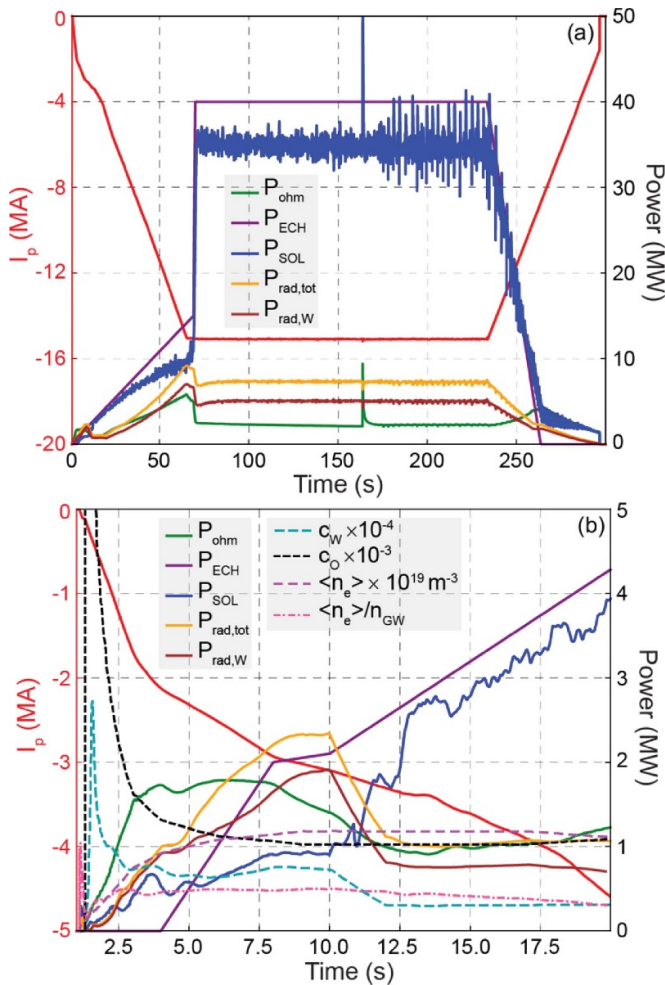 (a)
I_p (MA)
0
-4
-8
-12
-16
-20
P_ohm
P_ECH
P_SOL
P_rad,tot
P_rad,W
50
40
30
20
10
0
Power (MW)
0 50 100 150 200 250
Time (s)
(b)
I_p (MA)
0
-1
-2
-3
-4
-5
P_ohm
P_ECH
P_SOL
P_rad,tot
P_rad,W
c_W ×10⁻⁴
c_O ×10⁻³
<n_e> × 10¹⁹ m⁻³
<n_e>/n_GW
5
4
3
2
1
0
Power (MW)
2.5 5.0 7.5 10.0 12.5 15.0 17.5
Time (s)